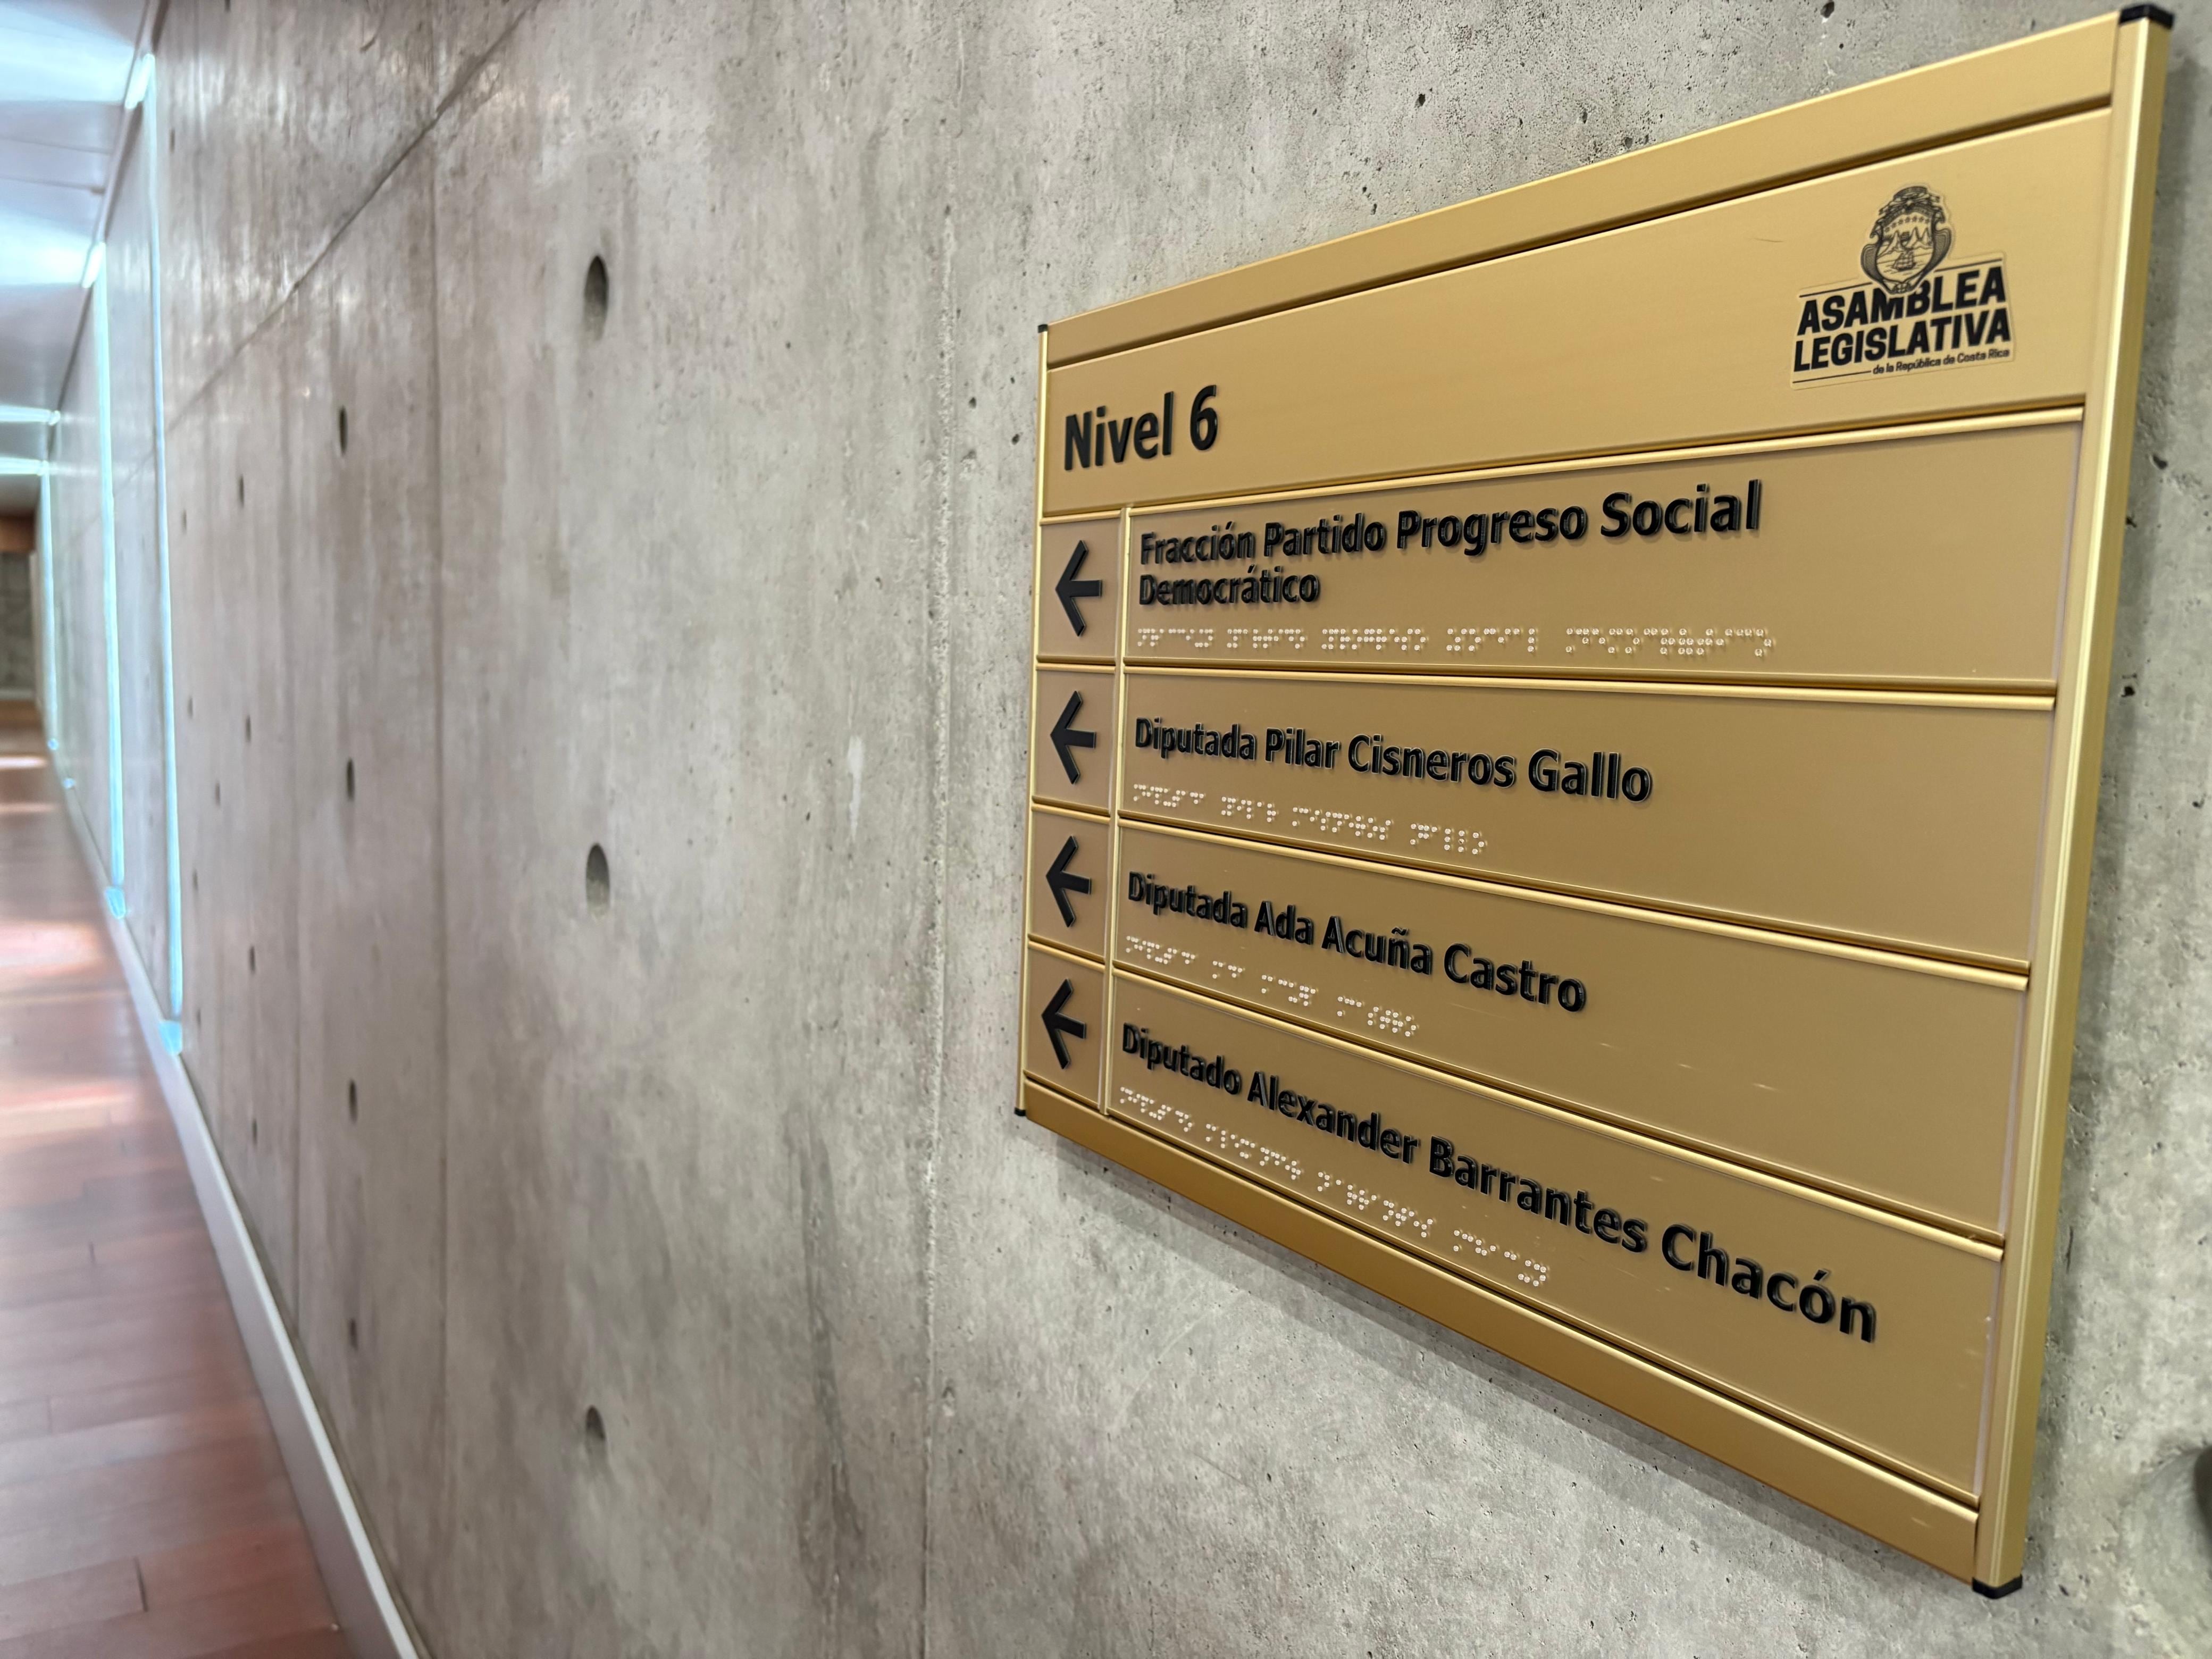 ASAMBLEA
LEGISLATIVA
de la República de Costa Rica
Nivel 6
Fracción Partido Progreso Social
Democrático
Diputada Pilar Cisneros Gallo
Diputada Ada Acuña Castro
Diputado Alexander Barrantes Chacón